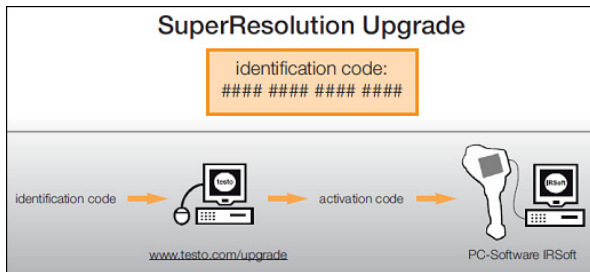 SuperResolution Upgrade
identification code:
#### #### #### ####
identification code
testo
activation code
IRSoft
www.testo.com/upgrade
PC-Software IRSoft